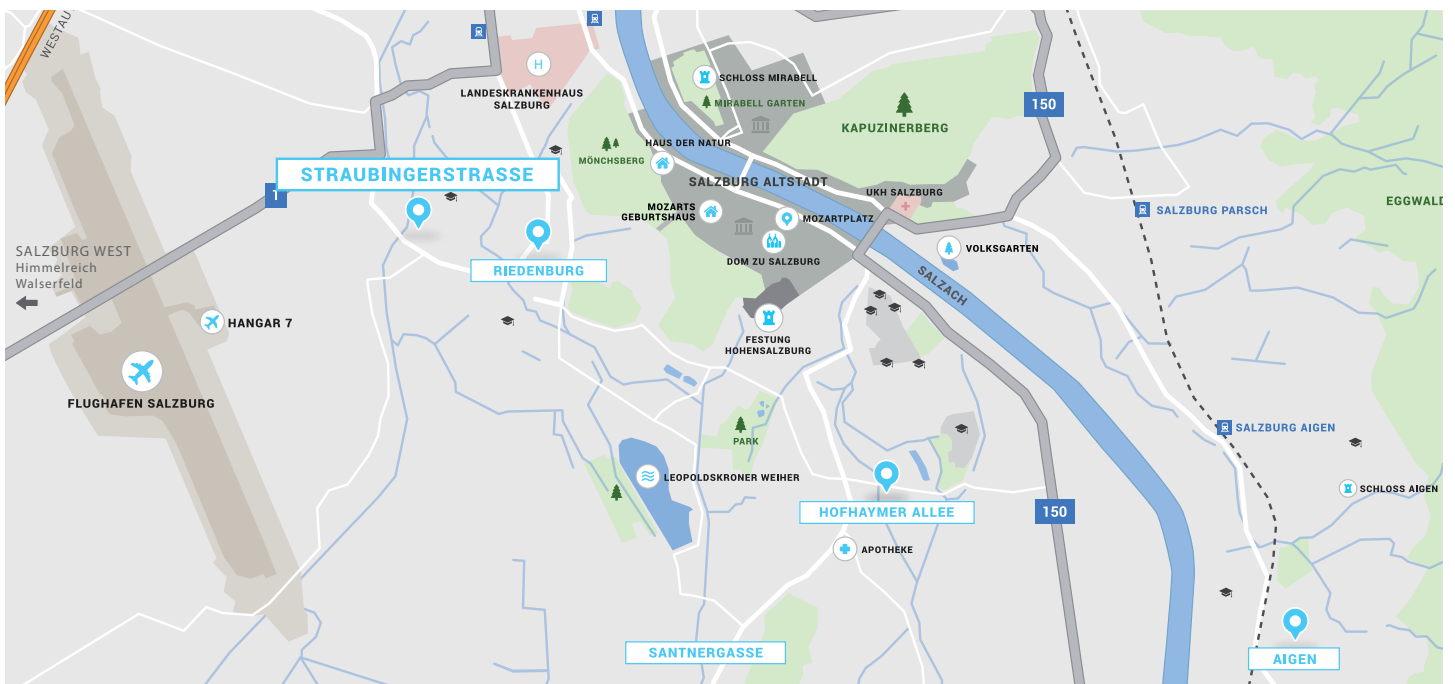 WESTAU
H
LANDESKRANKENHAUS
SALZBURG
SCHLOSS MIRABELL
MIRABELL GARTEN
KAPUZINERBERG
150
HAUS DER NATUR
MÖNCHSBERG
STRAUBINGERSTRASSE
1
SALZBURG ALTSTADT
UKH SALZBURG
MOZARTS
GEBURTSHAUS
MOZARTPLATZ
SALZBURG PARSCH
EGGWALD
SALZBURG WEST
Himmelreich
Walserfeld
RIEDENBURG
DOM ZU SALZBURG
VOLKSGARTEN
SALZACH
HANGAR 7
FESTUNG
HOHENSALZBURG
FLUGHAFEN SALZBURG
PARK
SALZBURG AIGEN
LEOPOLDSKRONER WEIHER
SCHLOSS AIGEN
HOFHAYMER ALLEE
150
APOTHEKE
SANTNERGASSE
AIGEN